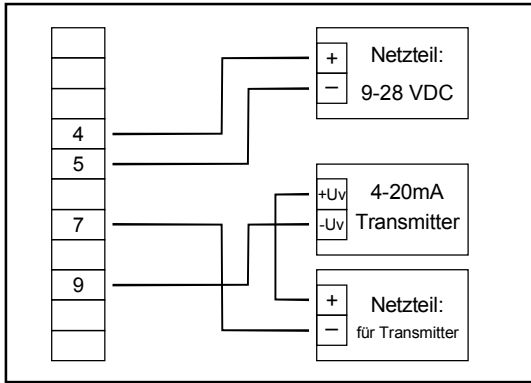 4
5
7
9
+
−
Netzteil:
9-28 VDC
+Uv
-Uv
4-20mA
Transmitter
+
−
Netzteil:
für Transmitter